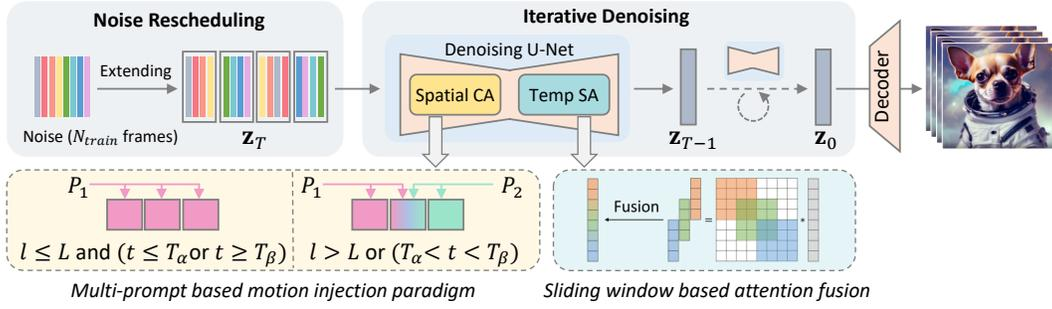 Noise Rescheduling
Extending
Noise (N_train frames)
z_T
Iterative Denoising
Denoising U-Net
Spatial CA
Temp SA
z_{T−1}
z_0
Decoder
P_1
l ≤ L and (t ≤ T_α or t ≥ T_β)
P_1
P_2
l > L or (T_α < t < T_β)
Fusion
=
*
Multi-prompt based motion injection paradigm
Sliding window based attention fusion